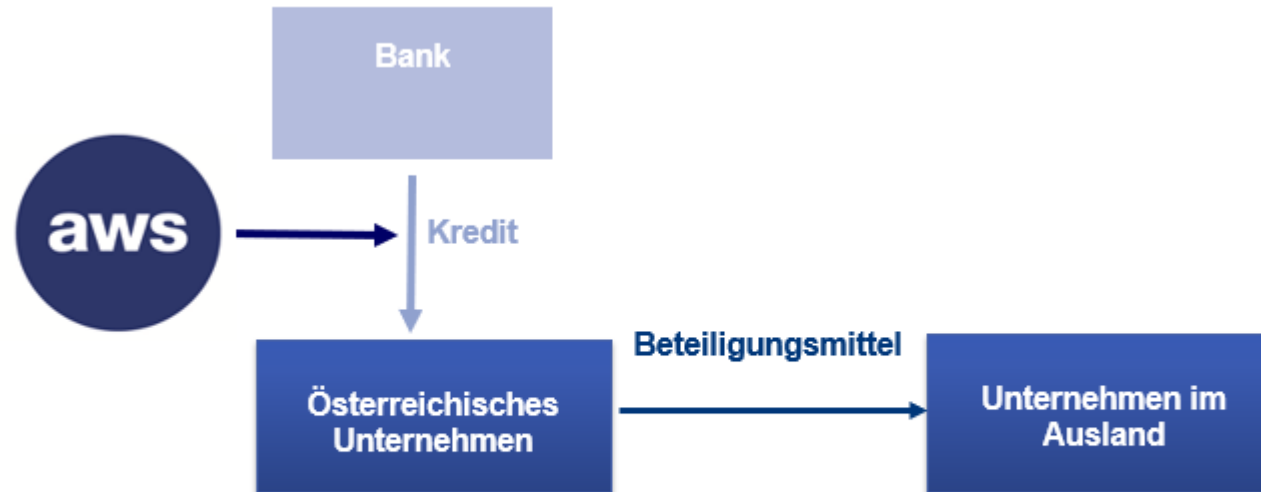 Bank
aws
Kredit
Beteiligungsmittel
Österreichisches
Unternehmen
Unternehmen im
Ausland